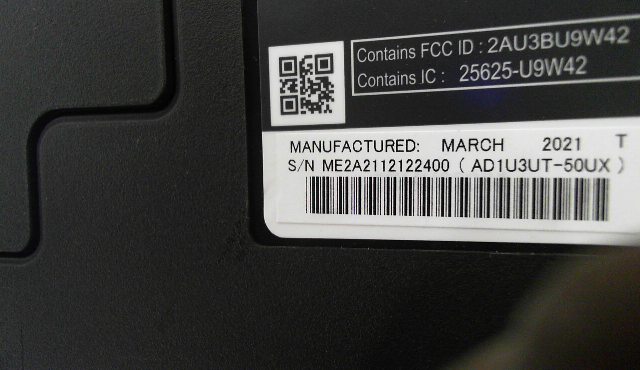 Contains FCC ID : 2AU3BU9W42
Contains IC : 25625-U9W42
MANUFACTURED: MARCH 2021 T
S/N ME2A2112122400 ( AD1U3UT-50UX )